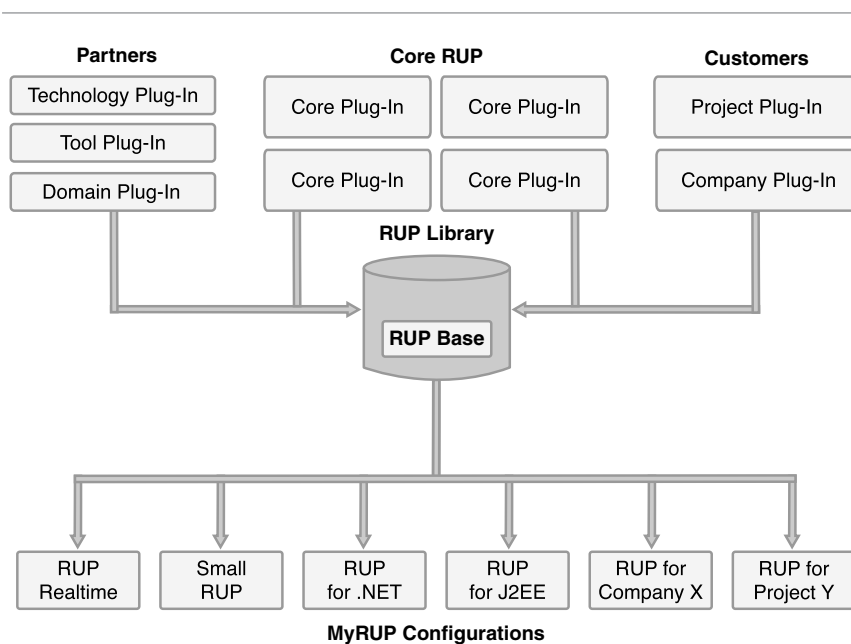 Partners
Technology Plug-In
Tool Plug-In
Domain Plug-In
Core RUP
Core Plug-In
Core Plug-In
Core Plug-In
Core Plug-In
Customers
Project Plug-In
Company Plug-In
RUP Library
RUP Base
RUP
Realtime
Small
RUP
RUP
for .NET
RUP
for J2EE
RUP for
Company X
RUP for
Project Y
MyRUP Configurations